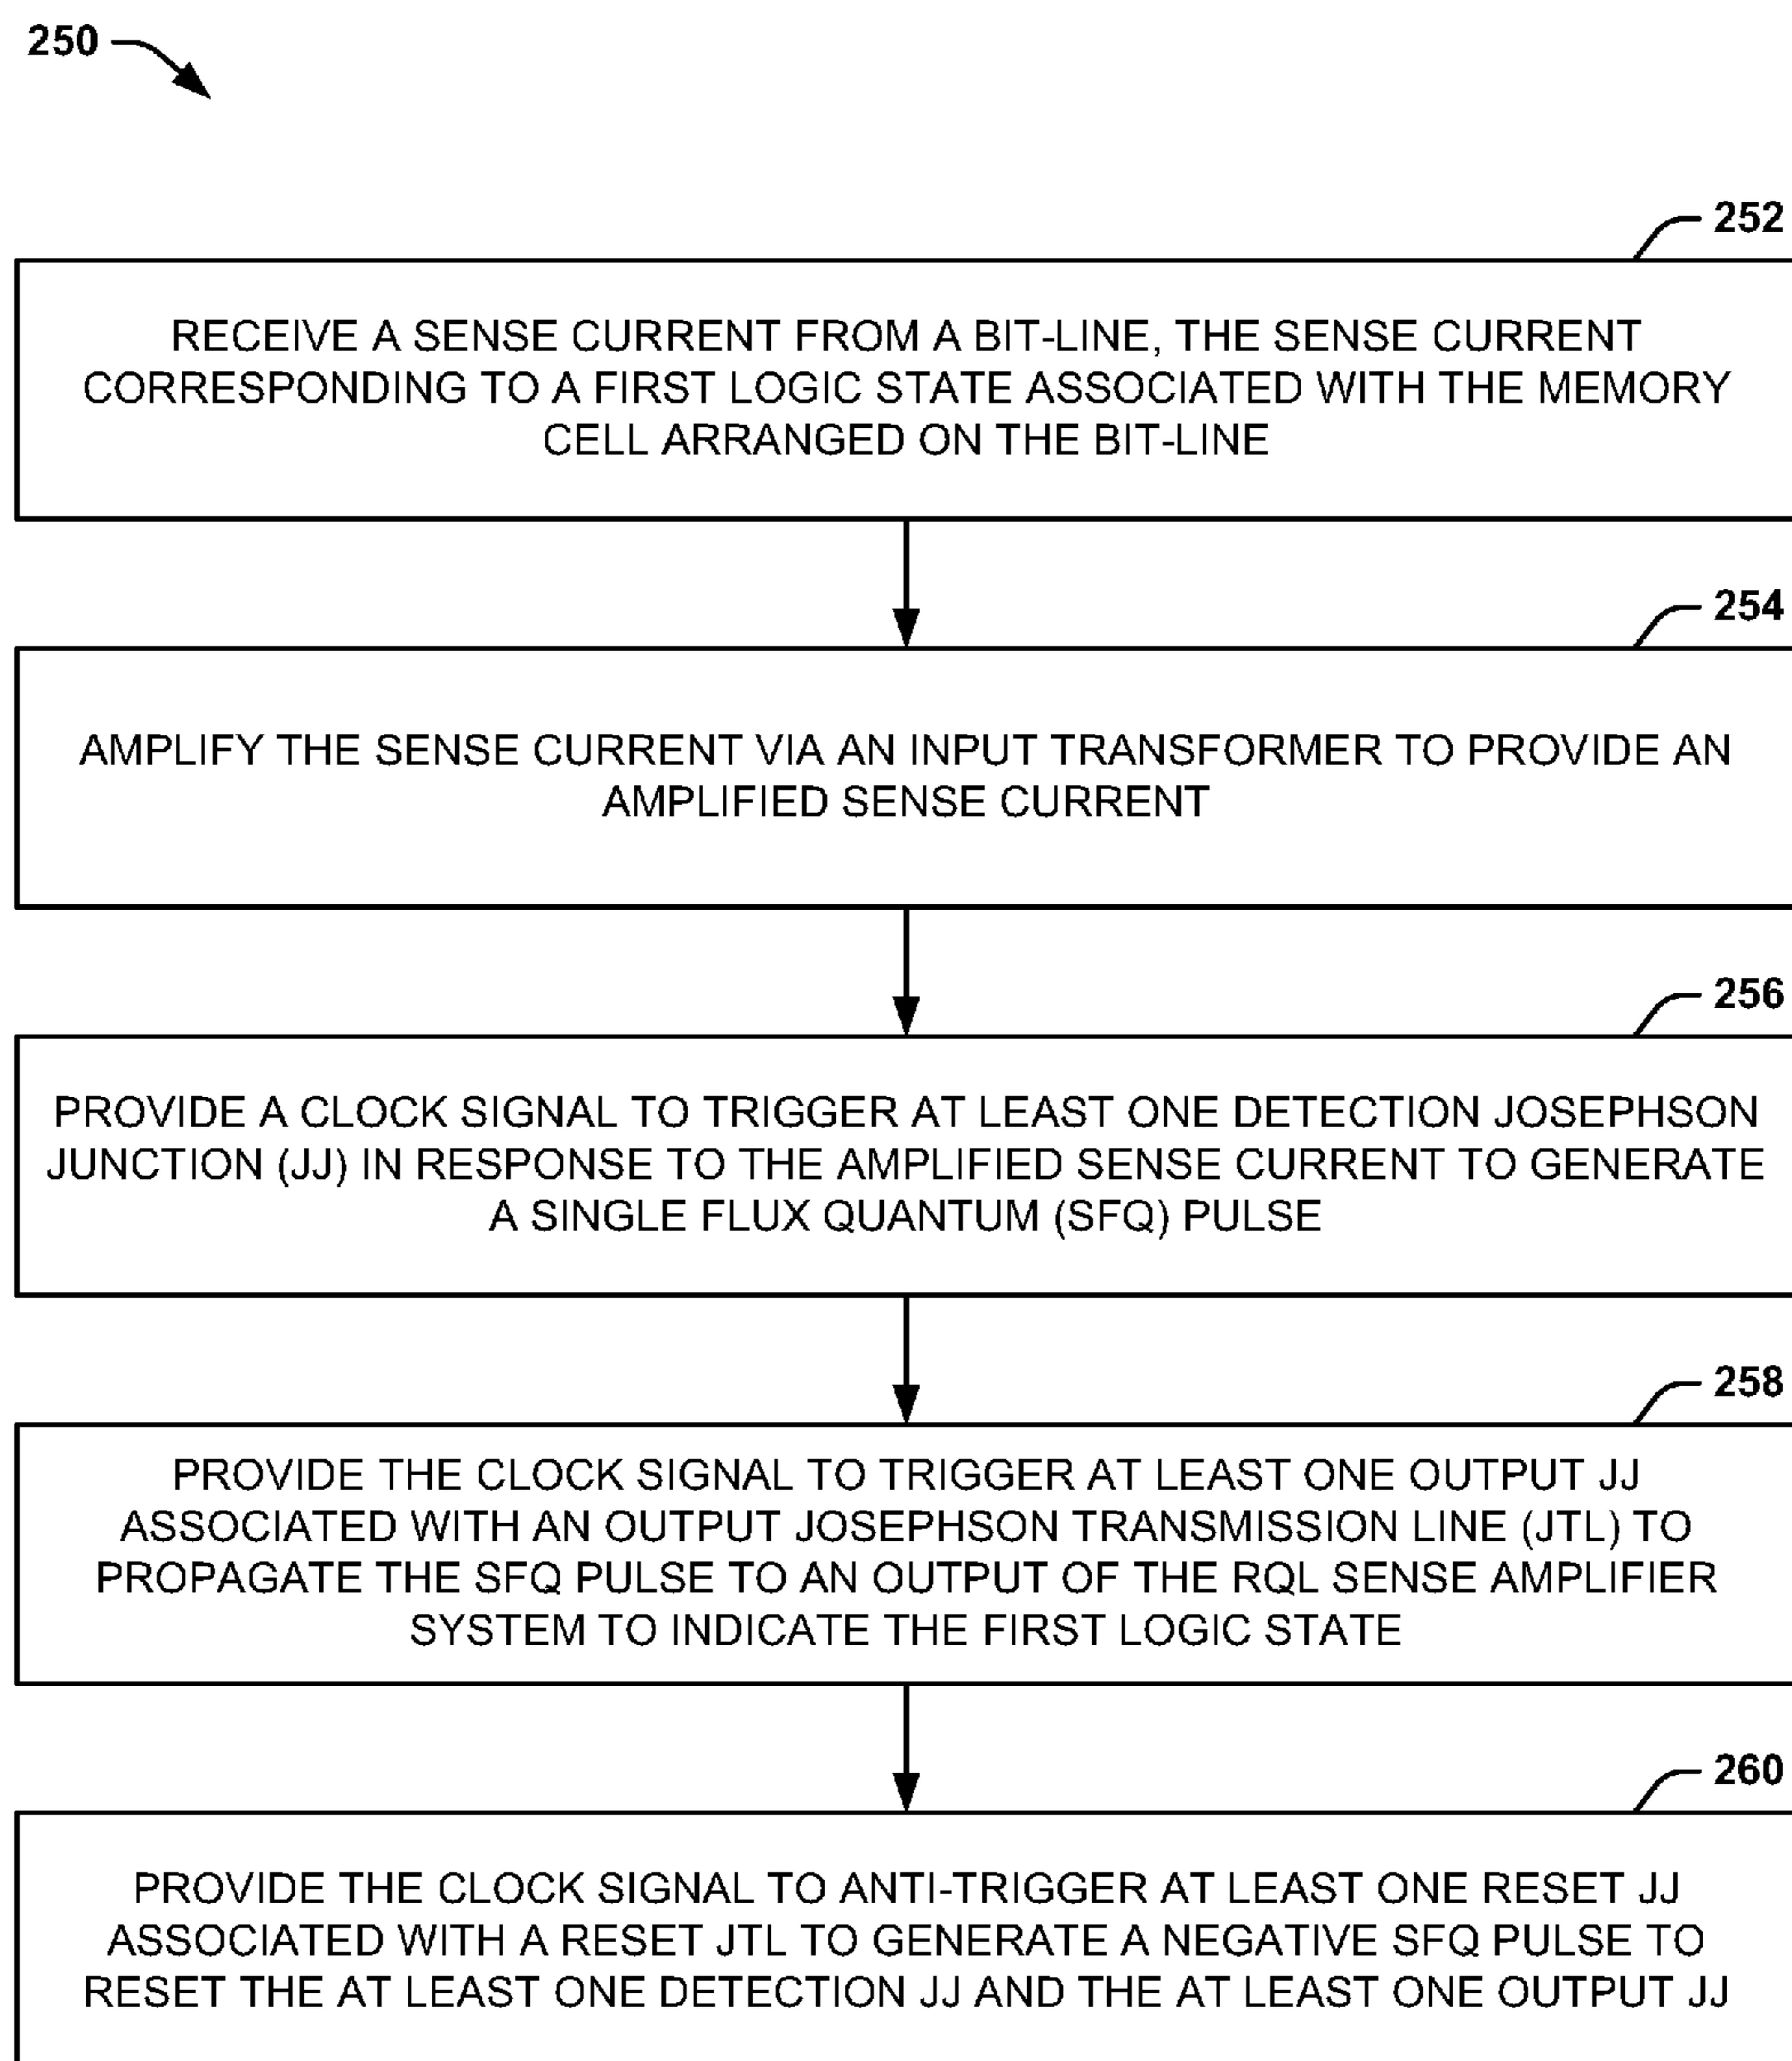 250
252
RECEIVE A SENSE CURRENT FROM A BIT-LINE, THE SENSE CURRENT
CORRESPONDING TO A FIRST LOGIC STATE ASSOCIATED WITH THE MEMORY
CELL ARRANGED ON THE BIT-LINE
254
AMPLIFY THE SENSE CURRENT VIA AN INPUT TRANSFORMER TO PROVIDE AN
AMPLIFIED SENSE CURRENT
256
PROVIDE A CLOCK SIGNAL TO TRIGGER AT LEAST ONE DETECTION JOSEPHSON
JUNCTION (JJ) IN RESPONSE TO THE AMPLIFIED SENSE CURRENT TO GENERATE
A SINGLE FLUX QUANTUM (SFQ) PULSE
258
PROVIDE THE CLOCK SIGNAL TO TRIGGER AT LEAST ONE OUTPUT JJ
ASSOCIATED WITH AN OUTPUT JOSEPHSON TRANSMISSION LINE (JTL) TO
PROPAGATE THE SFQ PULSE TO AN OUTPUT OF THE RQL SENSE AMPLIFIER
SYSTEM TO INDICATE THE FIRST LOGIC STATE
260
PROVIDE THE CLOCK SIGNAL TO ANTI-TRIGGER AT LEAST ONE RESET JJ
ASSOCIATED WITH A RESET JTL TO GENERATE A NEGATIVE SFQ PULSE TO
RESET THE AT LEAST ONE DETECTION JJ AND THE AT LEAST ONE OUTPUT JJ